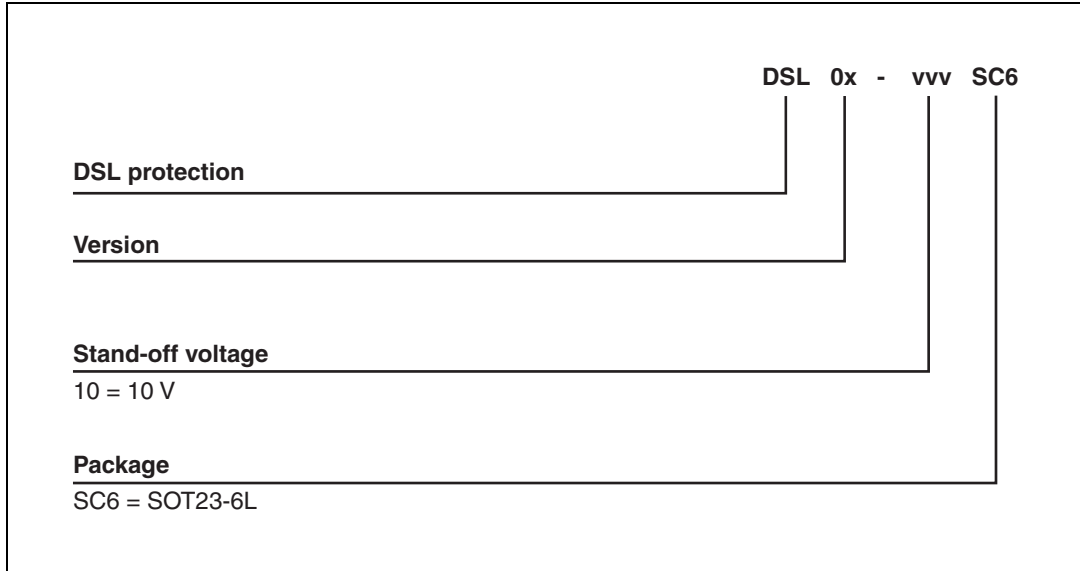 DSL 0x - vvv SC6
DSL protection
Version
Stand-off voltage
10 = 10 V
Package
SC6 = SOT23-6L